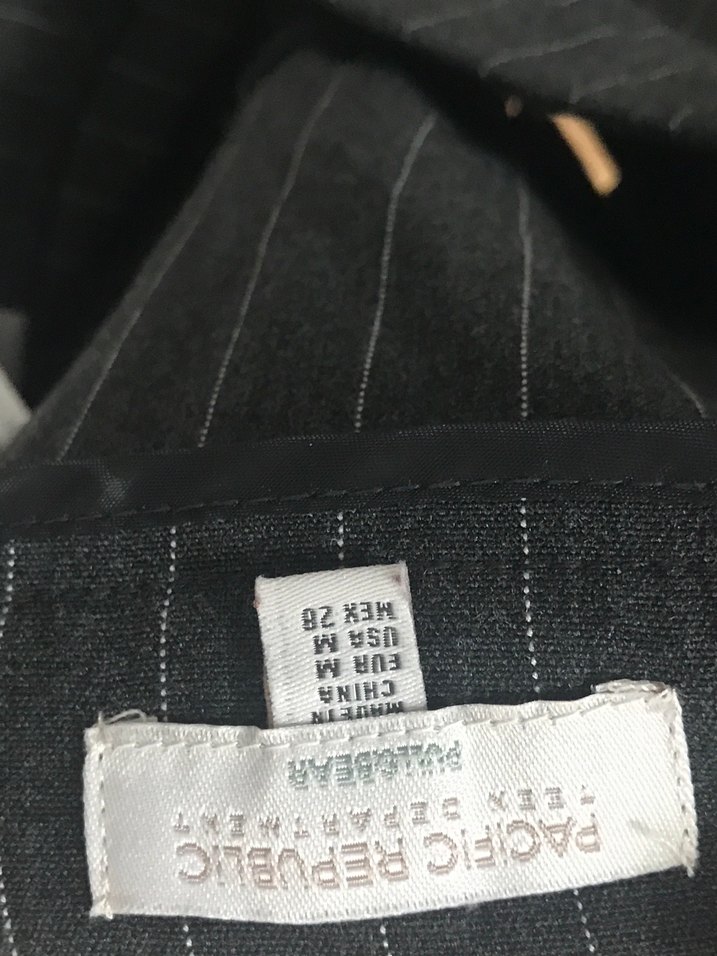 PACIFIC REPUBLIC
TEEN DEPARTMENT
PULL&BEAR
MADE IN
CHINA
EUR M
USA M
MEX 28